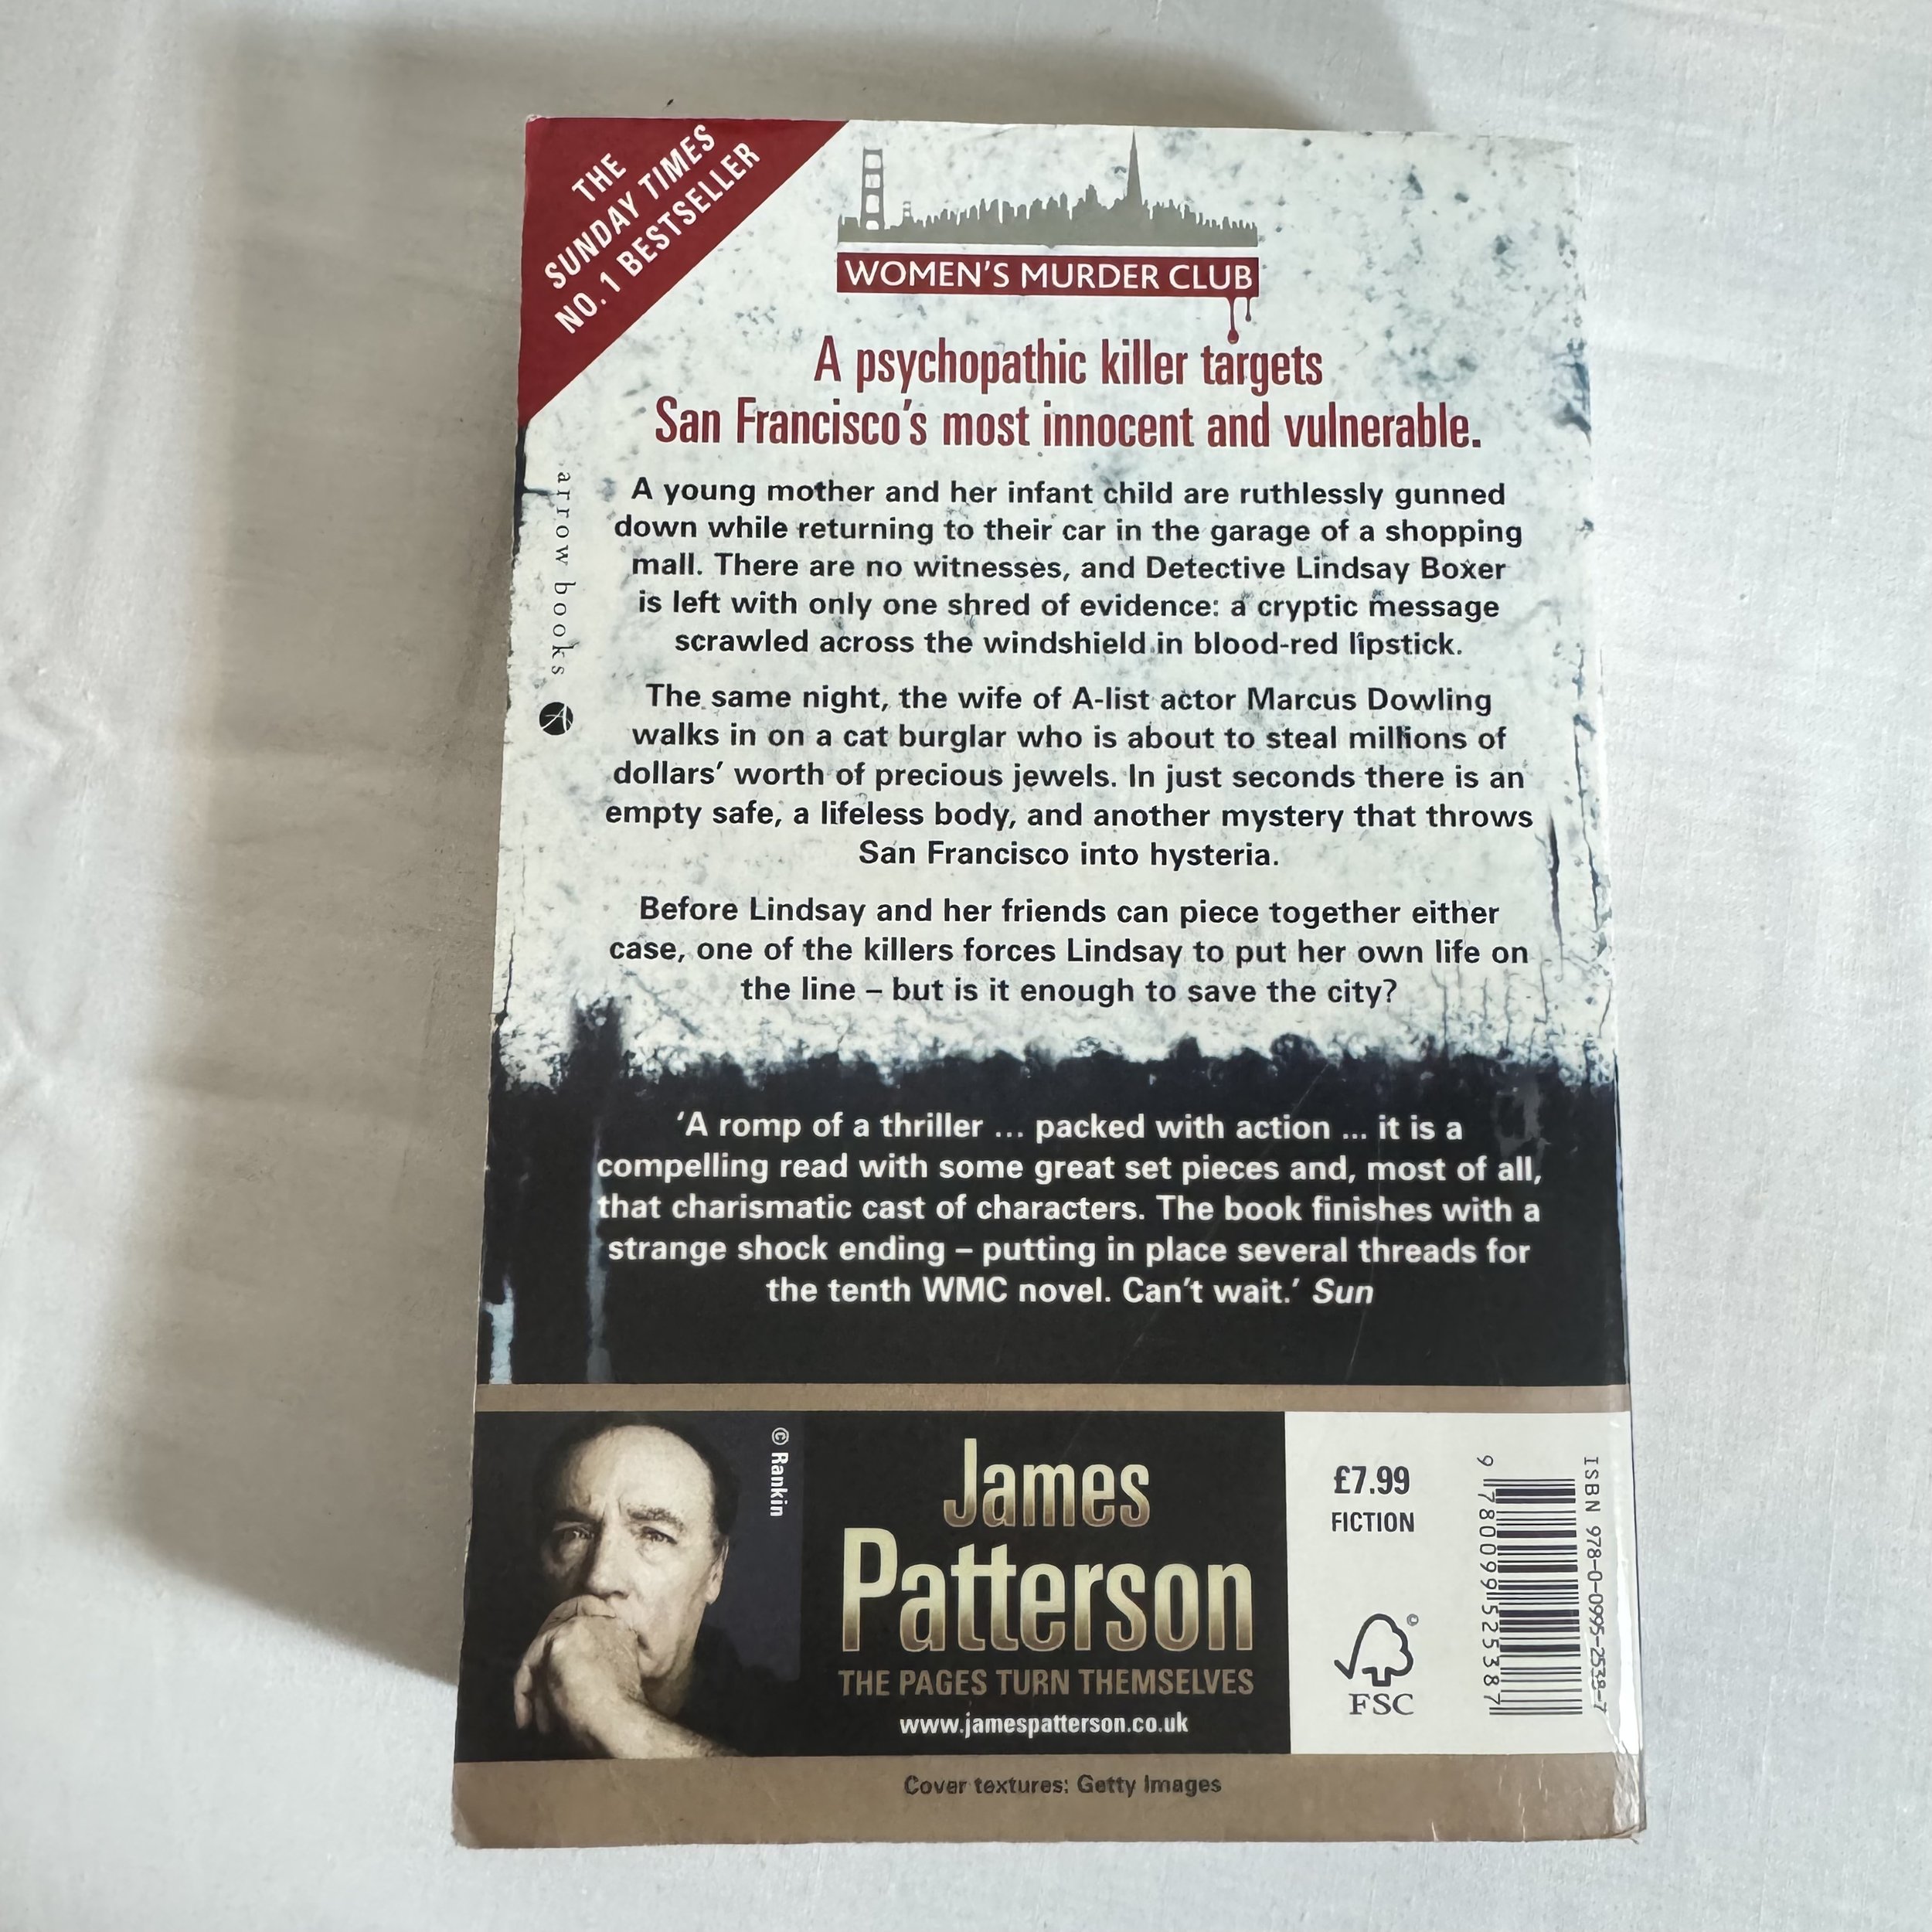 THE
SUNDAY TIMES
NO. 1 BESTSELLER
WOMEN'S MURDER CLUB
A psychopathic killer targets
San Francisco's most innocent and vulnerable.
arrow books
A young mother and her infant child are ruthlessly gunned
down while returning to their car in the garage of a shopping
mall. There are no witnesses, and Detective Lindsay Boxer
is left with only one shred of evidence: a cryptic message
scrawled across the windshield in blood-red lipstick.
The same night, the wife of A-list actor Marcus Dowling
walks in on a cat burglar who is about to steal millions of
dollars' worth of precious jewels. In just seconds there is an
empty safe, a lifeless body, and another mystery that throws
San Francisco into hysteria.
Before Lindsay and her friends can piece together either
case, one of the killers forces Lindsay to put her own life on
the line – but is it enough to save the city?
'A romp of a thriller ... packed with action ... it is a
compelling read with some great set pieces and, most of all,
that charismatic cast of characters. The book finishes with a
strange shock ending – putting in place several threads for
the tenth WMC novel. Can't wait.' Sun
© Rankin
James
Patterson
THE PAGES TURN THEMSELVES
www.jamespatterson.co.uk
£7.99
FICTION
©
FSC
ISBN 978-0-0995-2538-7
9 780099 525387
Cover textures: Getty Images